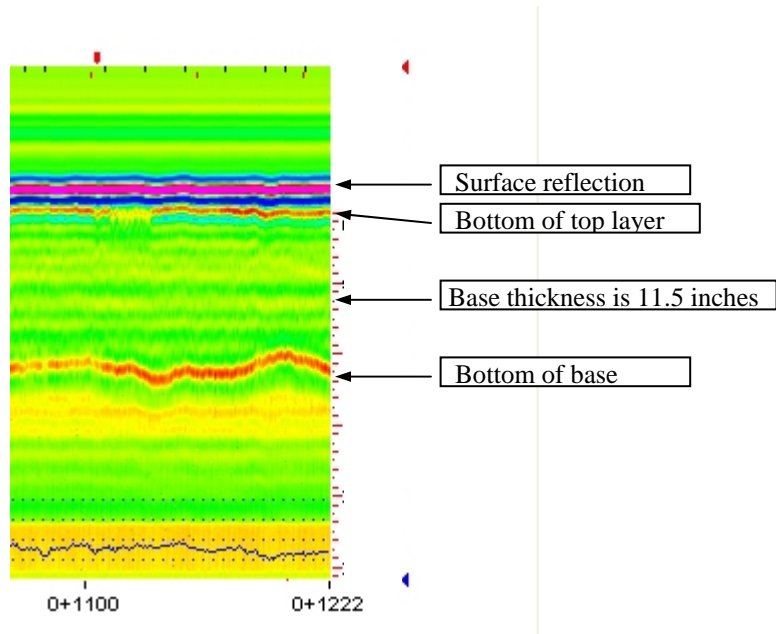 Surface reflection
Bottom of top layer
Base thickness is 11.5 inches
Bottom of base
0+1100
0+1222